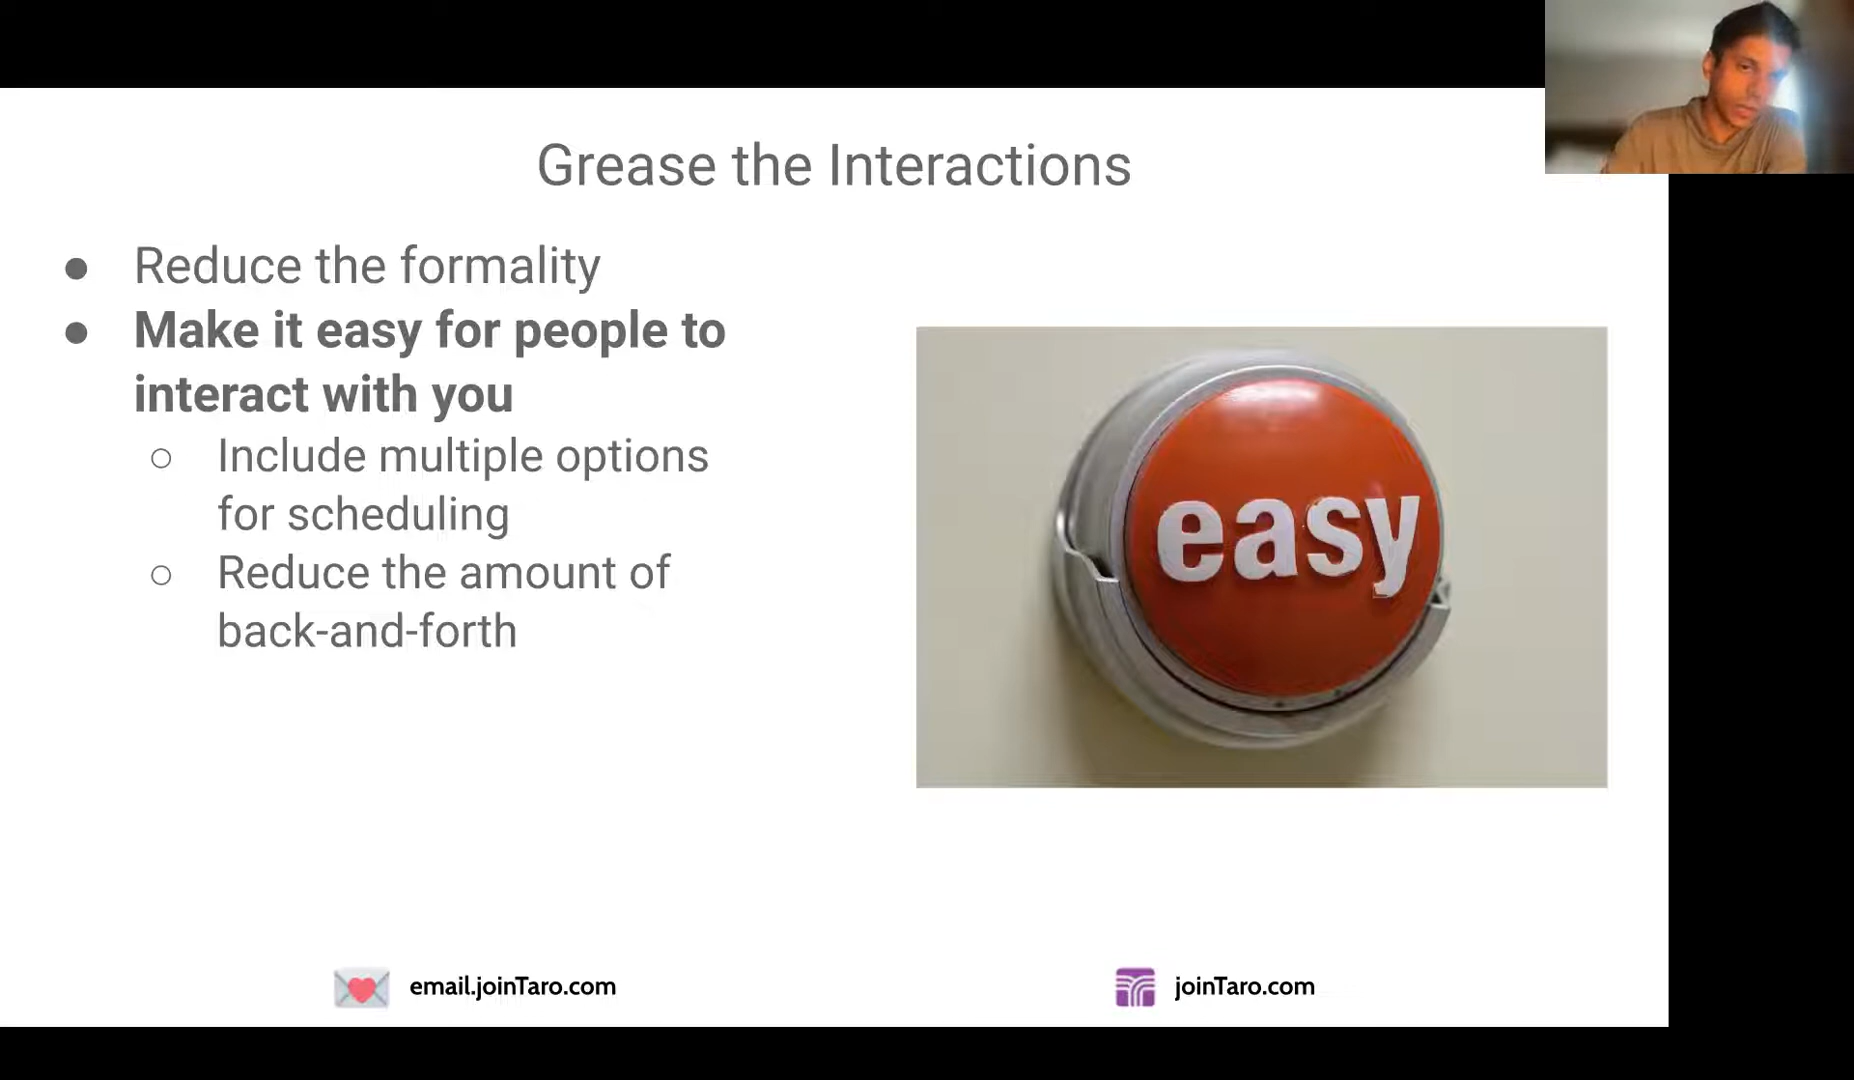 Grease the Interactions
● Reduce the formality
● Make it easy for people to
interact with you
○ Include multiple options
for scheduling
○ Reduce the amount of
back-and-forth
easy
email.joinTaro.com
joinTaro.com